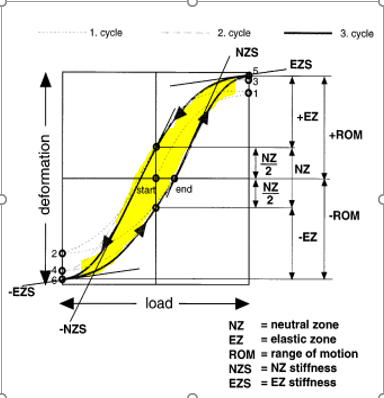 1. cycle 2. cycle 3. cycle
NZS
EZS
5
3
1
+EZ
+ROM
deformation
NZ
2
NZ
start end
NZ
2
-ROM
-EZ
2
4
6
-EZS
load
-NZS
NZ = neutral zone
EZ = elastic zone
ROM = range of motion
NZS = NZ stiffness
EZS = EZ stiffness